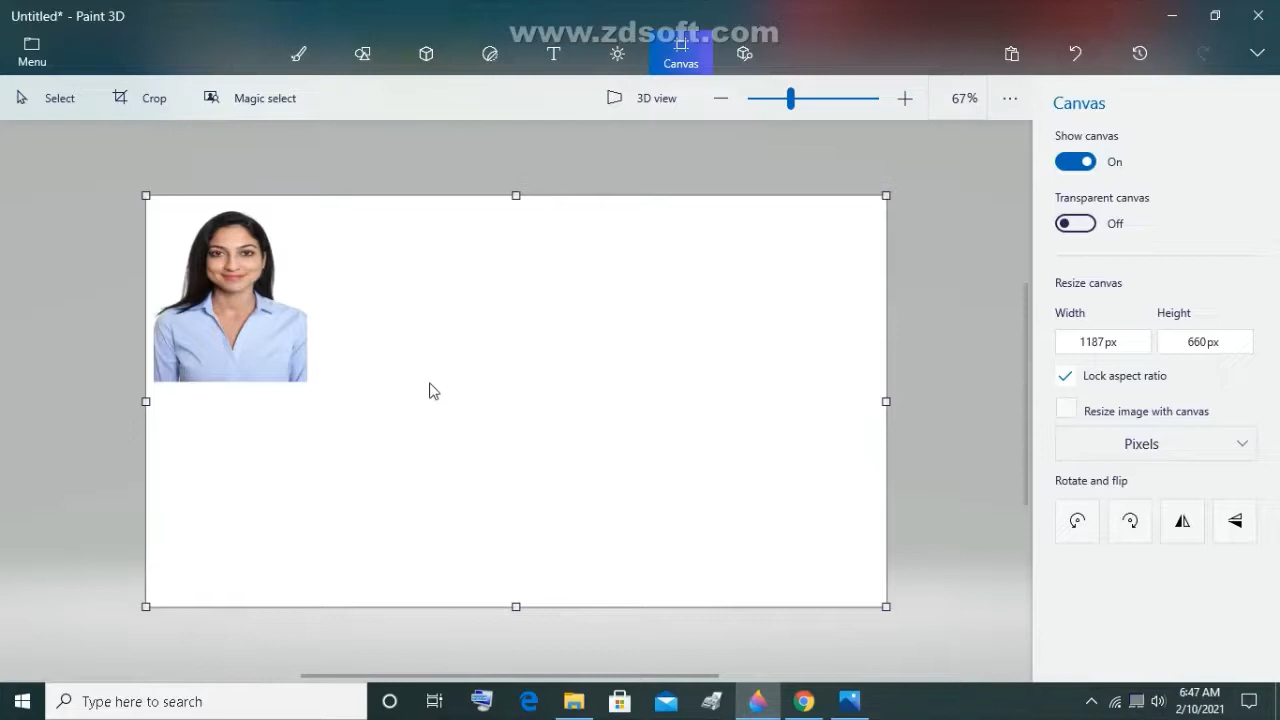 Untitled* - Paint 3D
www.zdsoft.com
Menu
Canvas
Select
Crop
Magic select
3D view
67%
Canvas
Show canvas
On
Transparent canvas
Off
Resize canvas
Width
Height
1187px
660px
Lock aspect ratio
Resize image with canvas
Pixels
Rotate and flip
Type here to search
6:47 AM
2/10/2021